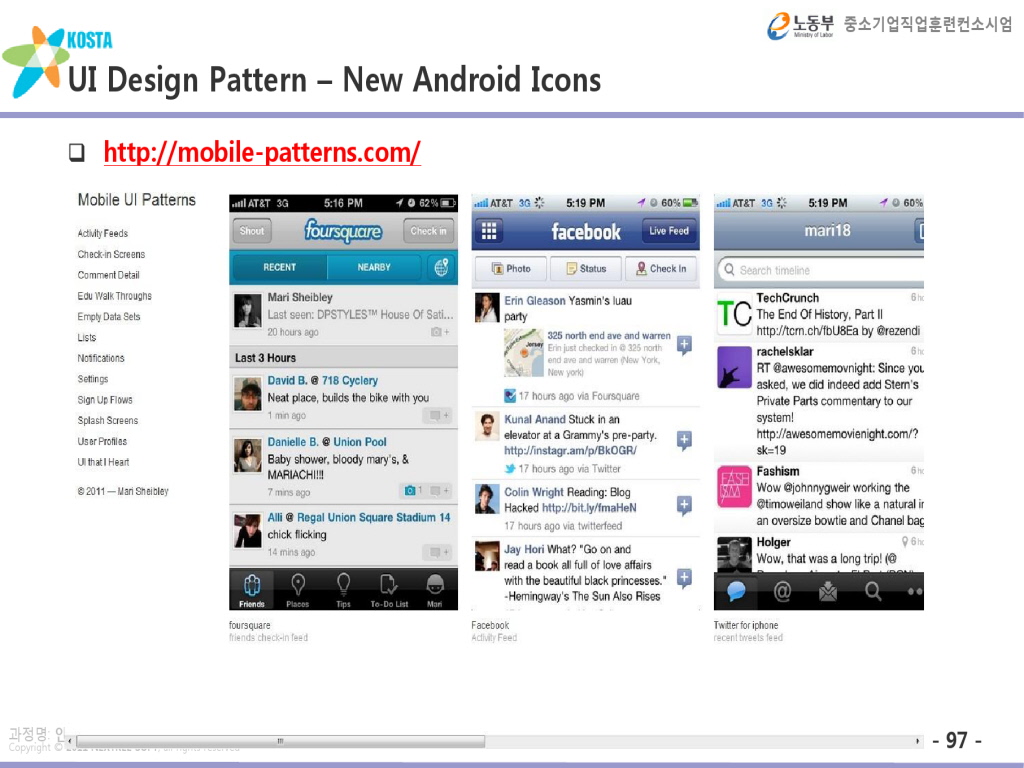 KOSTA
노동부
Ministry of Labor
중소기업직업훈련컨소시엄
UI Design Pattern – New Android Icons
http://mobile-patterns.com/
Mobile UI Patterns
Activity Feeds
Check-in Screens
Comment Detail
Edu Walk Throughs
Empty Data Sets
Lists
Notifications
Settings
Sign Up Flows
Splash Screens
User Profiles
UI that I Heart
© 2011 — Mari Sheibley
AT&T 3G 5:16 PM 62%
Shout foursquare Check in
RECENT NEARBY
Mari Sheibley
Last seen: DPSTYLES™ House Of Sati...
20 hours ago
Last 3 Hours
David B. @ 718 Cyclery
Neat place, builds the bike with you
1 min ago
Danielle B. @ Union Pool
Baby shower, bloody mary's, &
MARIACHI!!!
7 mins ago 1
Alli @ Regal Union Square Stadium 14
chick flicking
14 mins ago
Friends Places Tips To-Do List Mari
foursquare
friends check-in feed
AT&T 3G 5:19 PM 60%
facebook Live Feed
Photo Status Check In
Erin Gleason Yasmin's luau
party
325 north end ave and warren
Erin just checked in @ 325 north
end ave and warren (New York,
New york)
Jersey
17 hours ago via Foursquare
Kunal Anand Stuck in an
elevator at a Grammy's pre-party.
http://instagr.am/p/BkOGR/
17 hours ago via Twitter
Colin Wright Reading: Blog
Hacked http://bit.ly/fmaHeN
17 hours ago via twitterfeed
Jay Hori What? "Go on and
read a book all full of love affairs
with the beautiful black princesses."
-Hemingway's The Sun Also Rises
Facebook
Activity Feed
AT&T 3G 5:19 PM 60%
mari18
Search timeline
TechCrunch 6h
The End Of History, Part II
http://tcrn.ch/fbU8Ea by @rezendi
TC
rachelsklar 6h
RT @awesomemovnight: Since you
asked, we did indeed add Stern's
Private Parts commentary to our
system!
http://awesomemovienight.com/?
sk=19
Fashism 6h
Wow @johnnygweir working the
@timoweiland show like a natural in
an oversize bowtie and Chanel bag
Holger 6h
Wow, that was a long trip! (@
Twitter for iphone
recent tweets feed
과정명: 안
Copyright ©
- 97 -